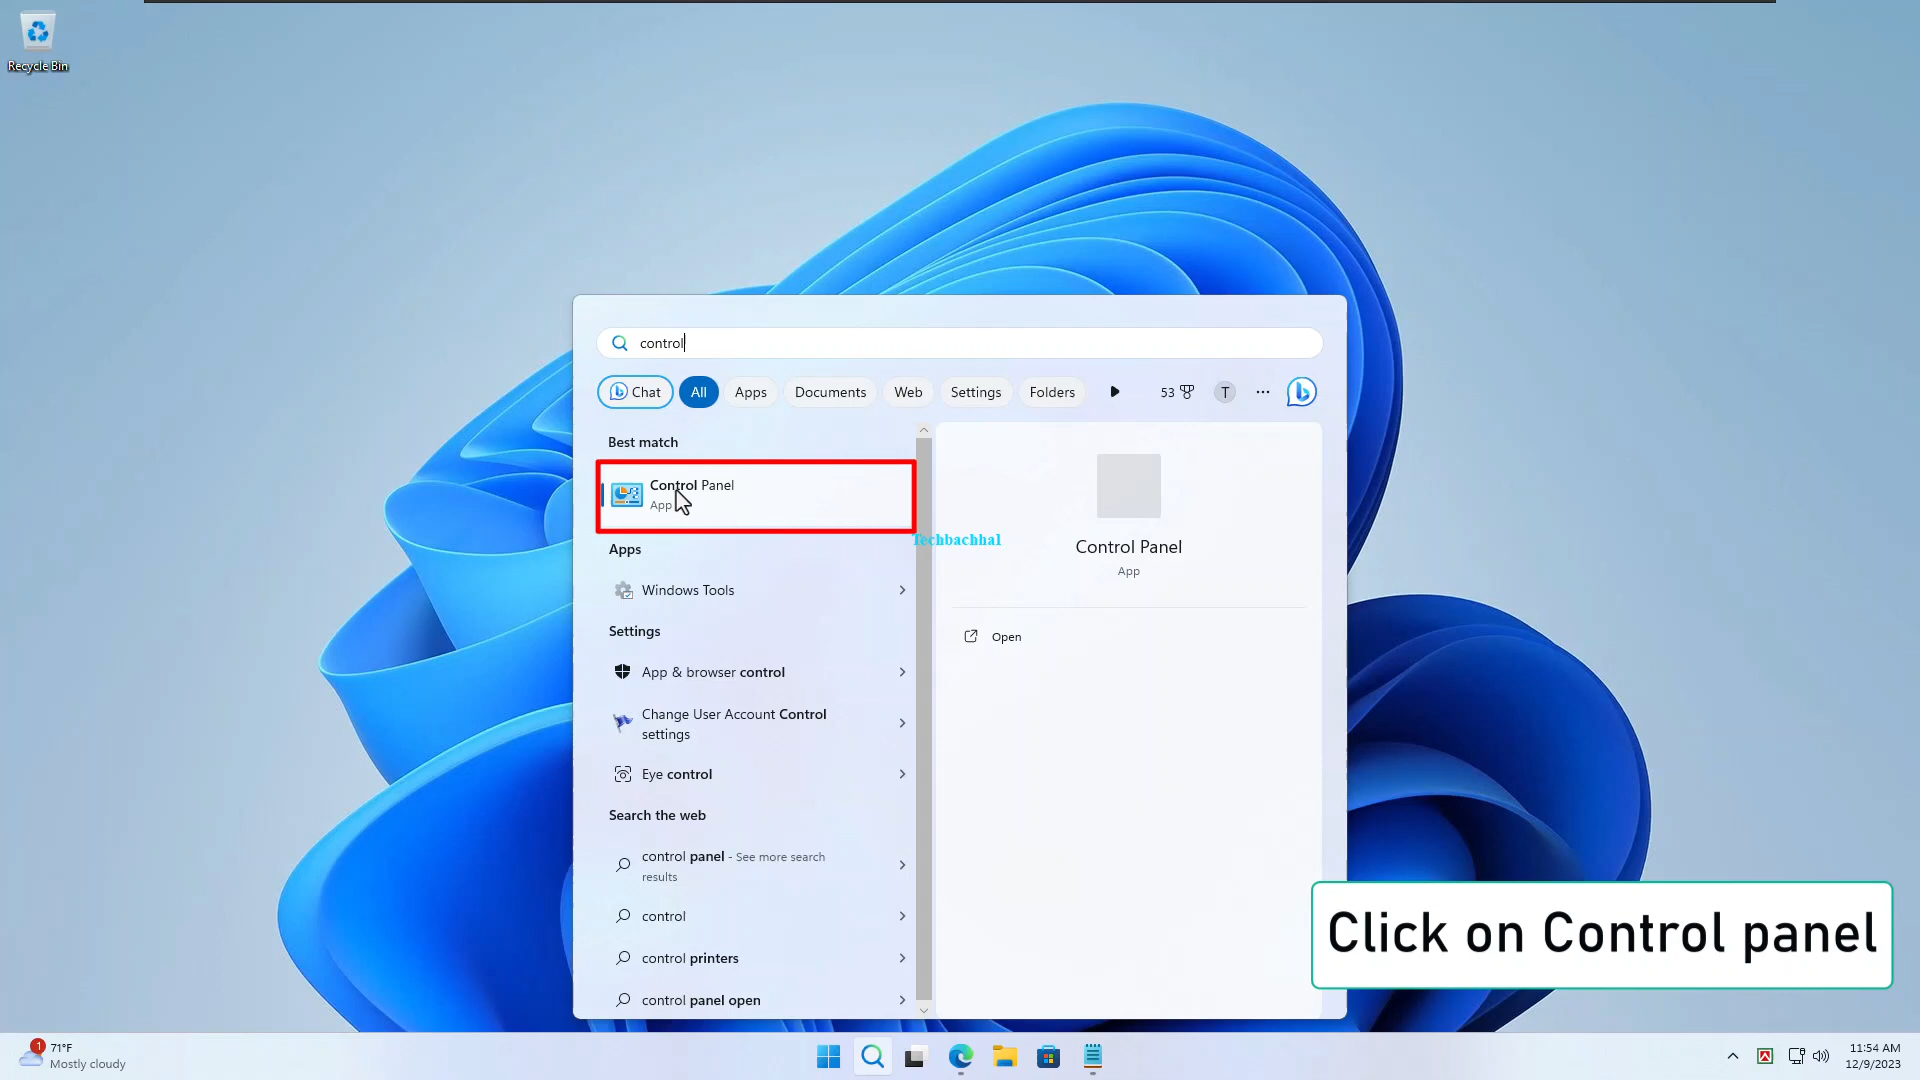 Recycle Bin
control
Chat
All
Apps
Documents
Web
Settings
Folders
53
T
Best match
Control Panel
App
Techbachhal
Control Panel
App
Open
Apps
Windows Tools
Settings
App & browser control
Change User Account Control
settings
Eye control
Search the web
control panel - See more search
results
control
control printers
control panel open
Click on Control panel
1
71°F
Mostly cloudy
11:54 AM
12/9/2023